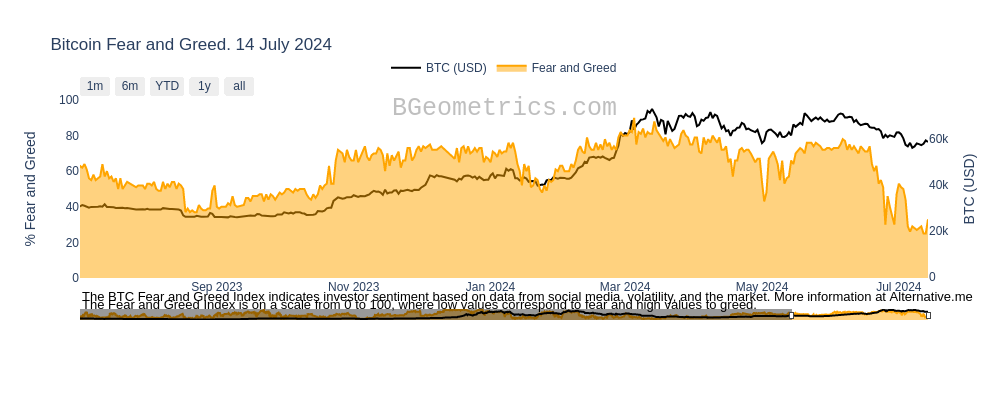 Bitcoin Fear and Greed. 14 July 2024
BTC (USD) Fear and Greed
1m 6m YTD 1y all
BGeometrics.com
100
80
60
40
20
0
% Fear and Greed
60k
40k
20k
0
BTC (USD)
Sep 2023 Nov 2023 Jan 2024 Mar 2024 May 2024 Jul 2024
The BTC Fear and Greed Index indicates investor sentiment based on data from social media, volatility, and the market. More information at Alternative.me
The Fear and Greed Index is on a scale from 0 to 100, where low values correspond to fear and high values to greed.